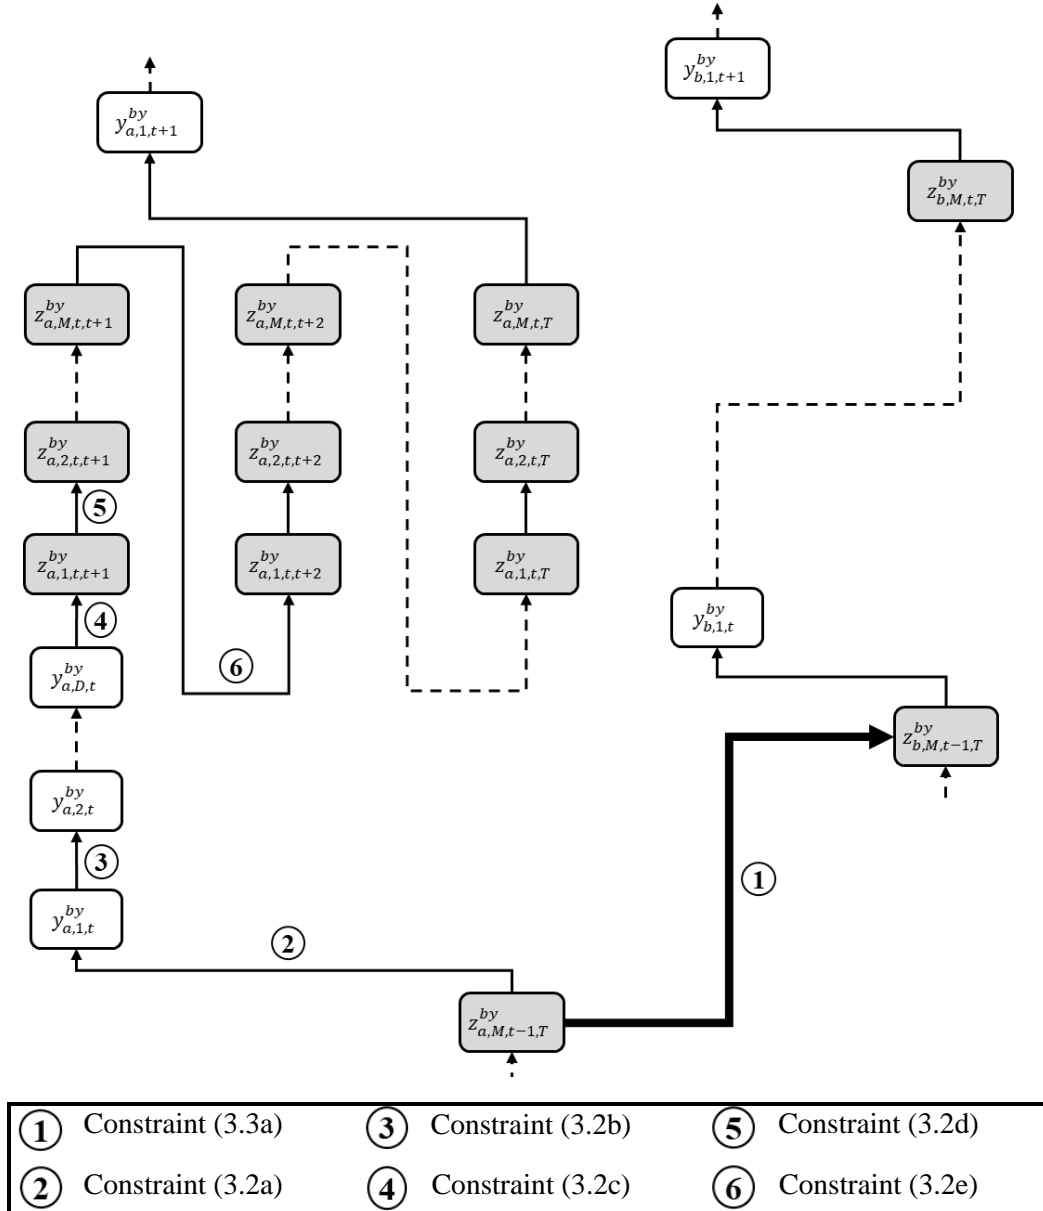 y^{by}_{b,1,t+1}
y^{by}_{a,1,t+1}
z^{by}_{b,M,t,T}
z^{by}_{a,M,t,t+1} z^{by}_{a,M,t,t+2} z^{by}_{a,M,t,T}
z^{by}_{a,2,t,t+1} z^{by}_{a,2,t,t+2} z^{by}_{a,2,t,T}
5
z^{by}_{a,1,t,t+1} z^{by}_{a,1,t,t+2} z^{by}_{a,1,t,T}
4
y^{by}_{b,1,t}
6
y^{by}_{a,D,t}
z^{by}_{b,M,t-1,T}
y^{by}_{a,2,t}
3
1
y^{by}_{a,1,t}
2
z^{by}_{a,M,t-1,T}
1 Constraint (3.3a) 3 Constraint (3.2b) 5 Constraint (3.2d)
2 Constraint (3.2a) 4 Constraint (3.2c) 6 Constraint (3.2e)